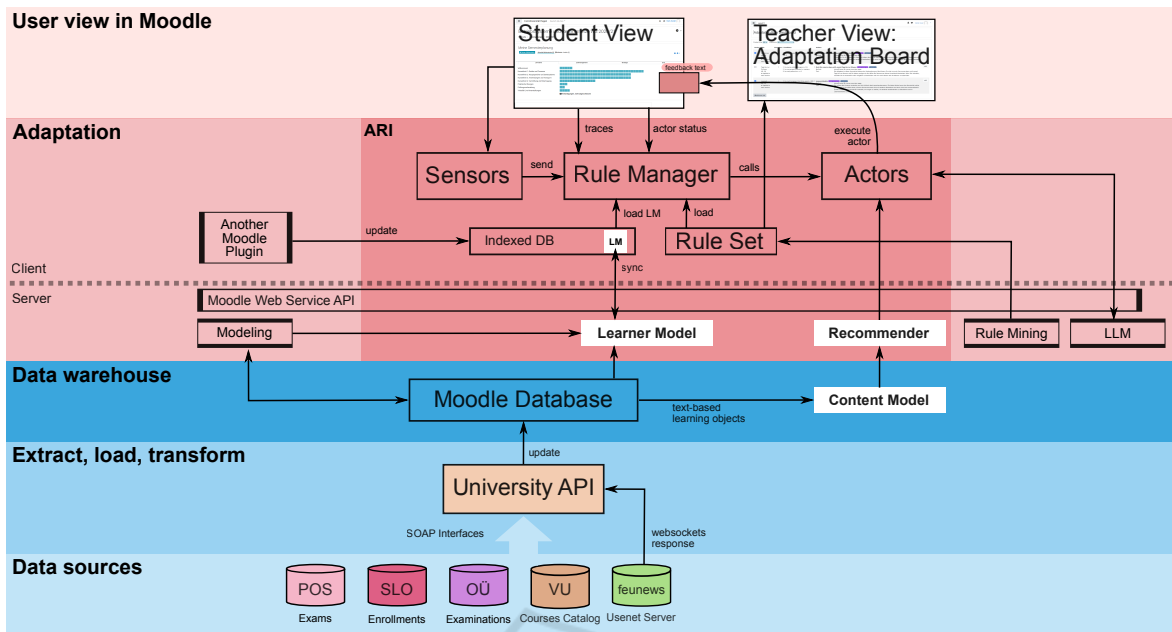 User view in Moodle
Student View
feedback text
Teacher View:
Adaptation Board
Adaptation
ARI
traces
actor status
execute
actor
Sensors
send
Rule Manager
calls
Actors
load LM
load
Another
Moodle
Plugin
update
Indexed DB
LM
Rule Set
Client
sync
Server
Moodle Web Service API
Modeling
Learner Model
Recommender
Rule Mining
LLM
Data warehouse
Moodle Database
text-based
learning objects
Content Model
Extract, load, transform
update
University API
SOAP Interfaces
websockets
response
Data sources
POS
SLO
OÜ
VU
feunews
Exams
Enrollments
Examinations
Courses Catalog
Usenet Server